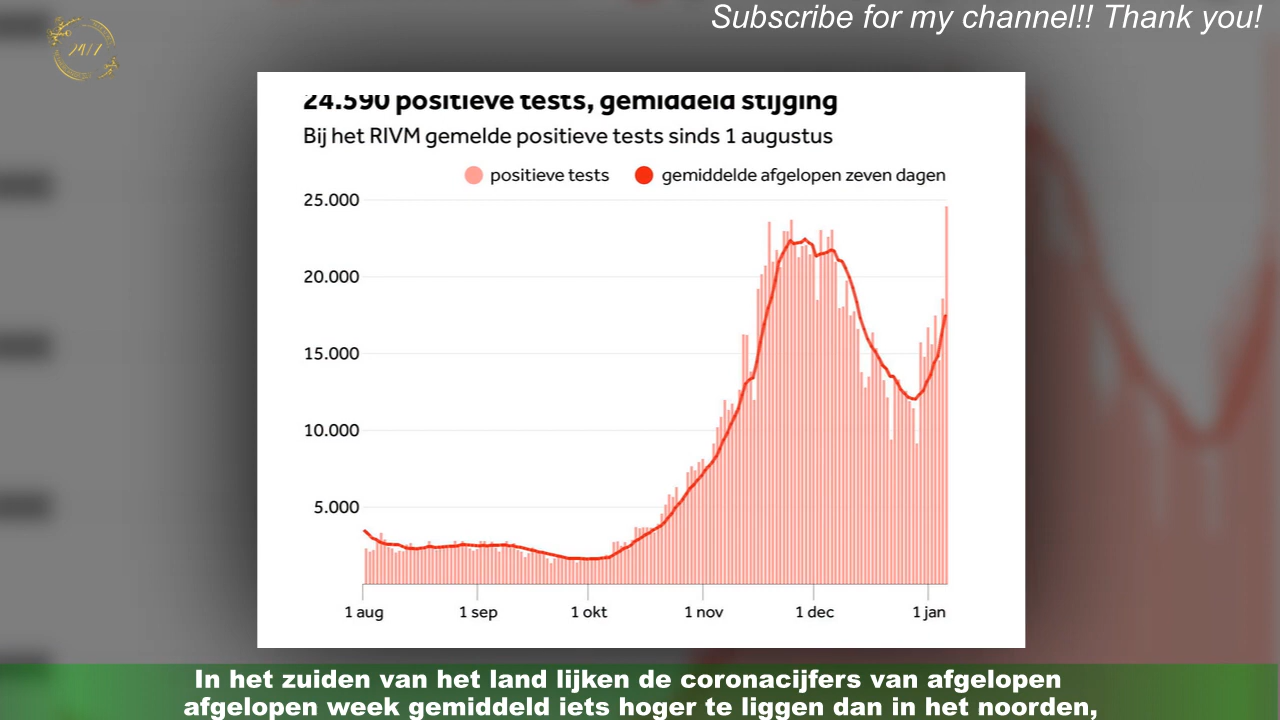 Subscribe for my channel!! Thank you!
24/7
24.590 positieve tests, gemiddeld stijging
Bij het RIVM gemelde positieve tests sinds 1 augustus
positieve tests
gemiddelde afgelopen zeven dagen
25.000
20.000
15.000
10.000
5.000
1 aug
1 sep
1 okt
1 nov
1 dec
1 jan
In het zuiden van het land lijken de coronacijfers van afgelopen
afgelopen week gemiddeld iets hoger te liggen dan in het noorden,